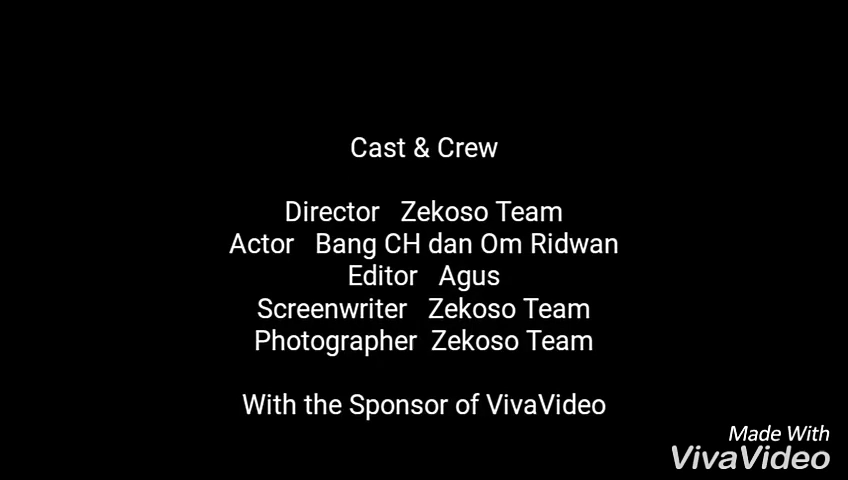 Cast & Crew
Director Zekoso Team
Actor Bang CH dan Om Ridwan
Editor Agus
Screenwriter Zekoso Team
Photographer Zekoso Team
With the Sponsor of VivaVideo
Made With
VivaVideo